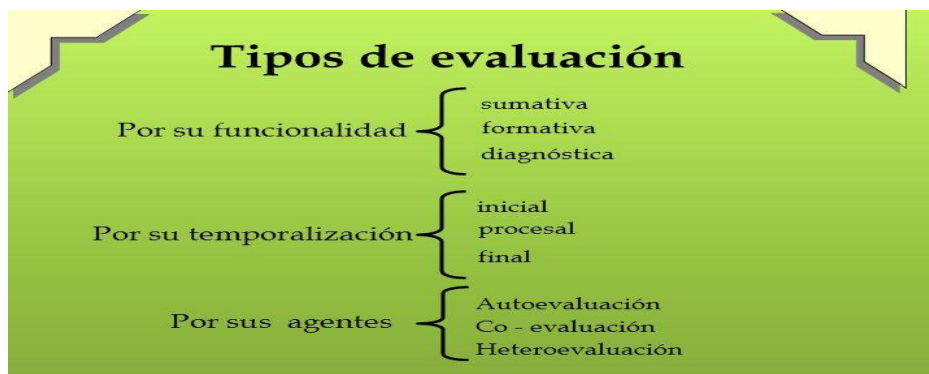 Tipos de evaluación
Por su funcionalidad
sumativa
formativa
diagnóstica
Por su temporalización
inicial
procesal
final
Por sus agentes
Autoevaluación
Co - evaluación
Heteroevaluación